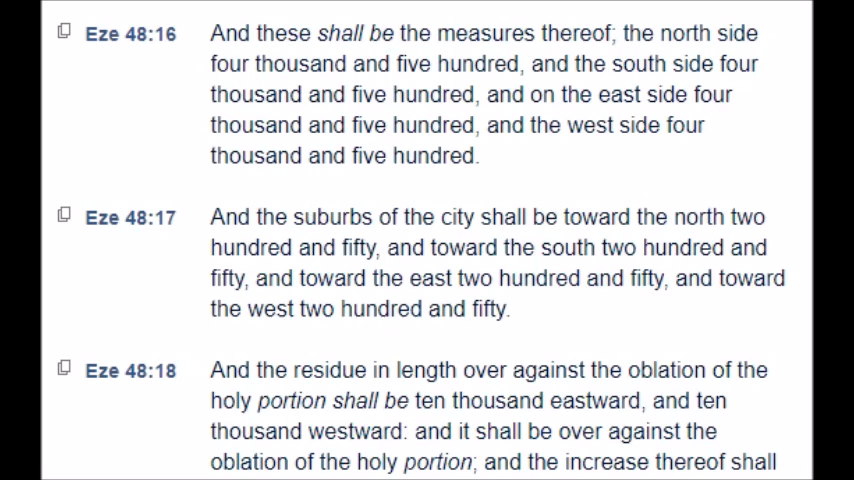 Eze 48:16 And these shall be the measures thereof; the north side
four thousand and five hundred, and the south side four
thousand and five hundred, and on the east side four
thousand and five hundred, and the west side four
thousand and five hundred.
Eze 48:17 And the suburbs of the city shall be toward the north two
hundred and fifty, and toward the south two hundred and
fifty, and toward the east two hundred and fifty, and toward
the west two hundred and fifty.
Eze 48:18 And the residue in length over against the oblation of the
holy portion shall be ten thousand eastward, and ten
thousand westward: and it shall be over against the
oblation of the holy portion; and the increase thereof shall